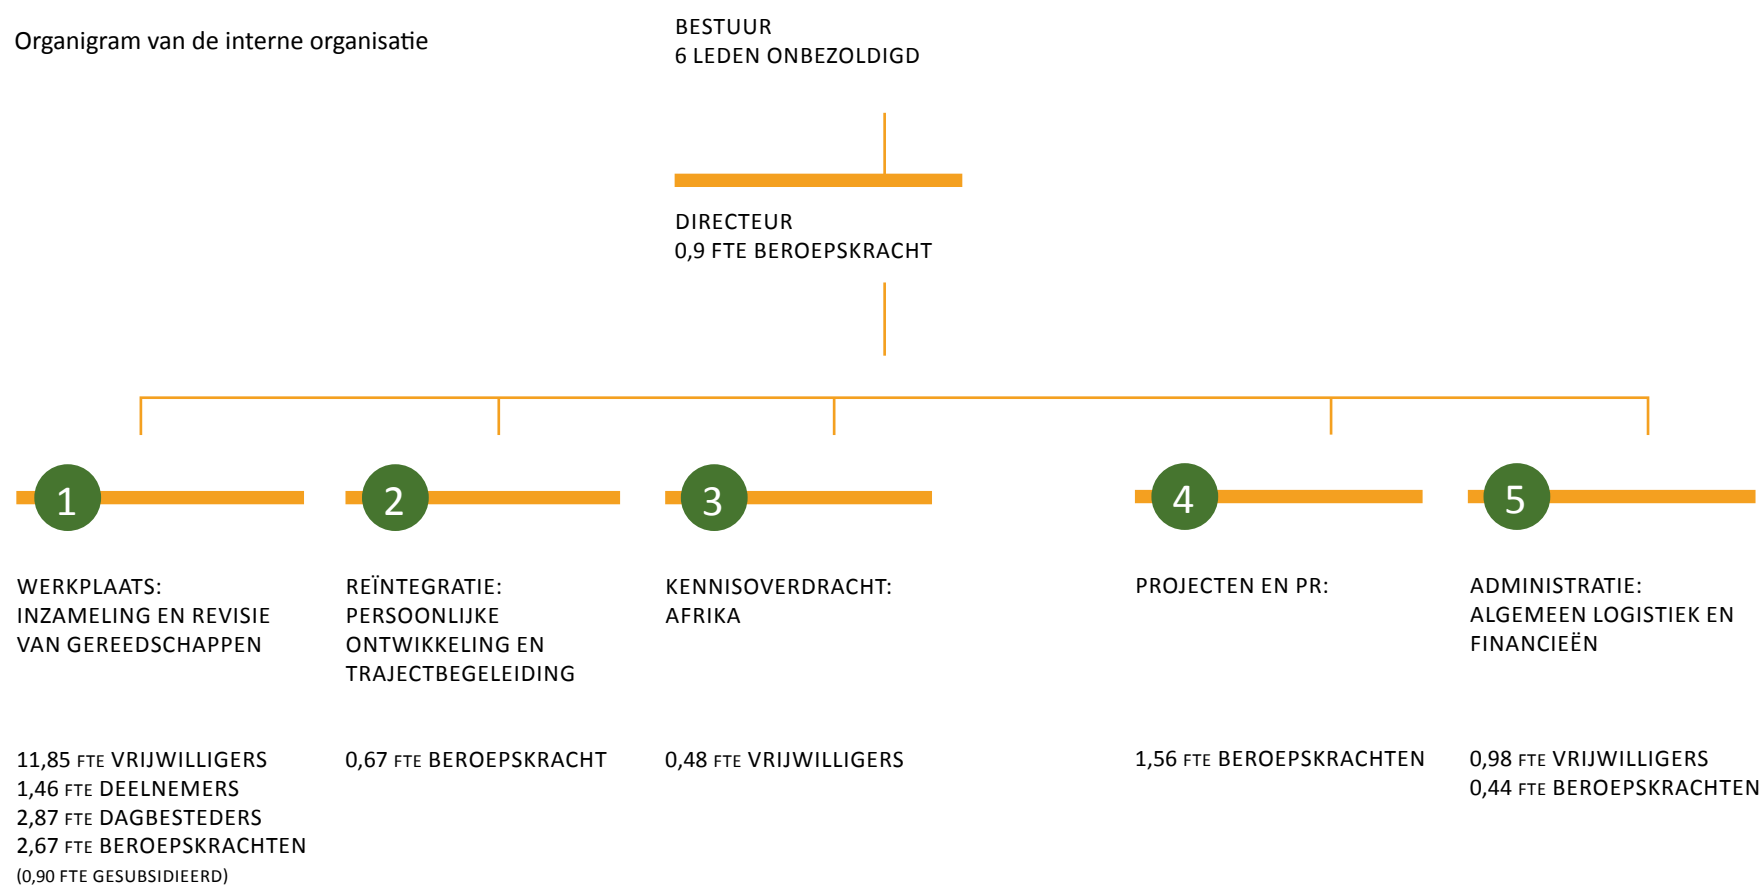 Organigram van de interne organisatie
BESTUUR
6 LEDEN ONBEZOLDIGD
DIRECTEUR
0,9 FTE BEROEPSKRACHT
1
WERKPLAATS:
INZAMELING EN REVISIE
VAN GEREEDSCHAPPEN
11,85 FTE VRIJWILLIGERS
1,46 FTE DEELNEMERS
2,87 FTE DAGBESTEDERS
2,67 FTE BEROEPSKRACHTEN
(0,90 FTE GESUBSIDIEERD)
2
REÏNTEGRATIE:
PERSOONLIJKE
ONTWIKKELING EN
TRAJECTBEGELEIDING
0,67 FTE BEROEPSKRACHT
3
KENNISOVERDRACHT:
AFRIKA
0,48 FTE VRIJWILLIGERS
4
PROJECTEN EN PR:
1,56 FTE BEROEPSKRACHTEN
5
ADMINISTRATIE:
ALGEMEEN LOGISTIEK EN
FINANCIEËN
0,98 FTE VRIJWILLIGERS
0,44 FTE BEROEPSKRACHTEN